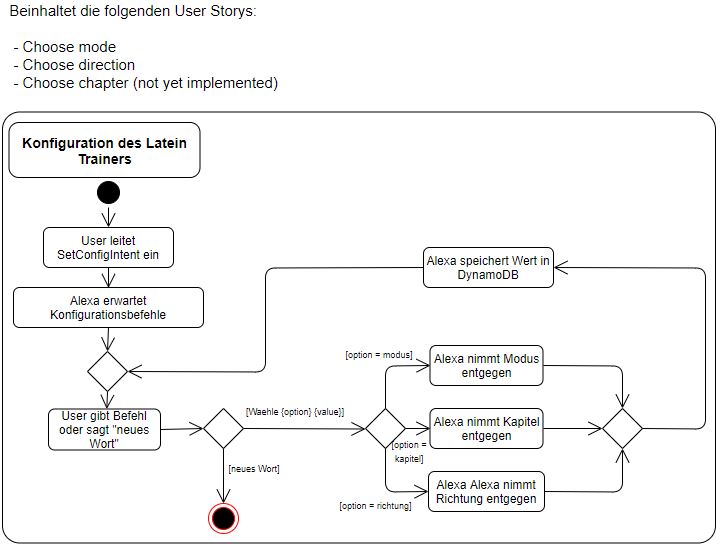 Beinhaltet die folgenden User Storys:
- Choose mode
- Choose direction
- Choose chapter (not yet implemented)
Konfiguration des Latein
Trainers
User leitet
SetConfigIntent ein
Alexa speichert Wert in
DynamoDB
Alexa erwartet
Konfigurationsbefehle
[option = modus]
Alexa nimmt Modus
entgegen
User gibt Befehl
oder sagt "neues
Wort"
[Waehle {option} {value}]
Alexa nimmt Kapitel
entgegen
[option =
kapitel]
[neues Wort]
Alexa Alexa nimmt
Richtung entgegen
[option = richtung]